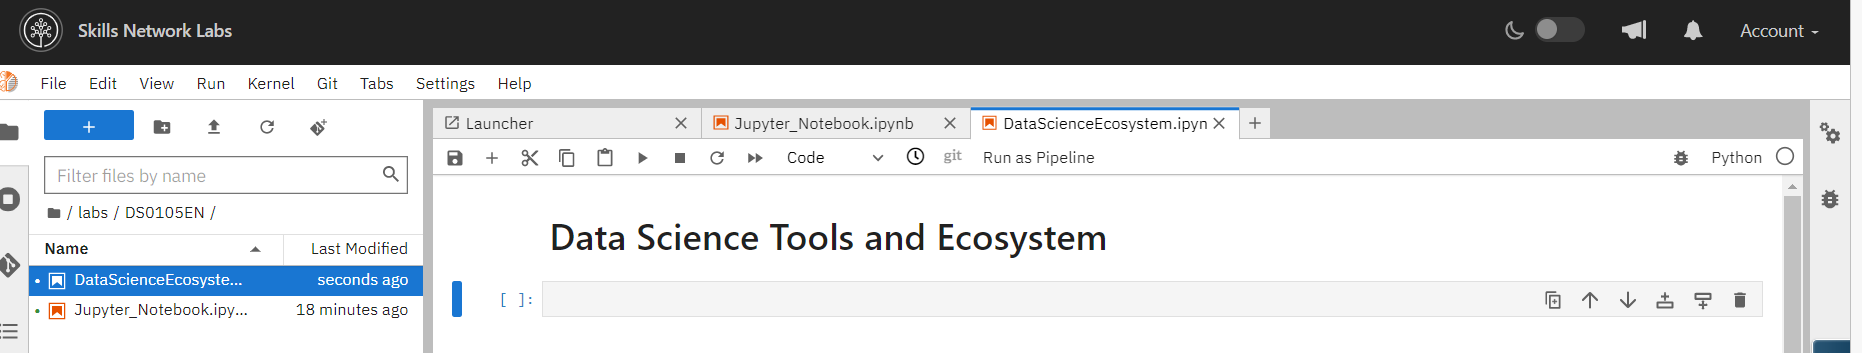 Skills Network Labs
Account
File Edit View Run Kernel Git Tabs Settings Help
+
Launcher
Jupyter_Notebook.ipynb
DataScienceEcosystem.ipyn
Code
git
Run as Pipeline
Python
Filter files by name
/ labs / DS0105EN /
Name Last Modified
DataScienceEcosyste... seconds ago
Jupyter_Notebook.ipy... 18 minutes ago
Data Science Tools and Ecosystem
[ ]: